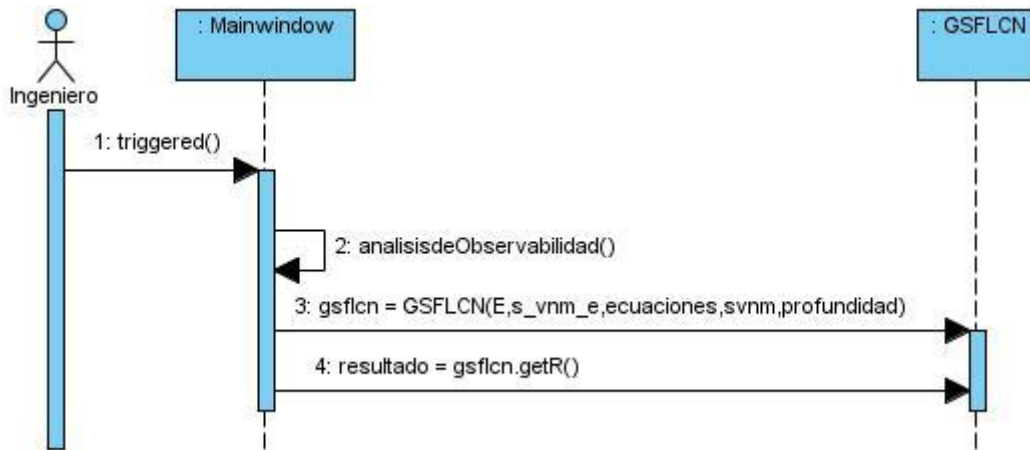 : Mainwindow
: GSFLCN
Ingeniero
1: triggered()
2: analisisdeObservabilidad()
3: gsflcn = GSFLCN(E,s_vnm_e,ecuaciones,svnm,profundidad)
4: resultado = gsflcn.getR()